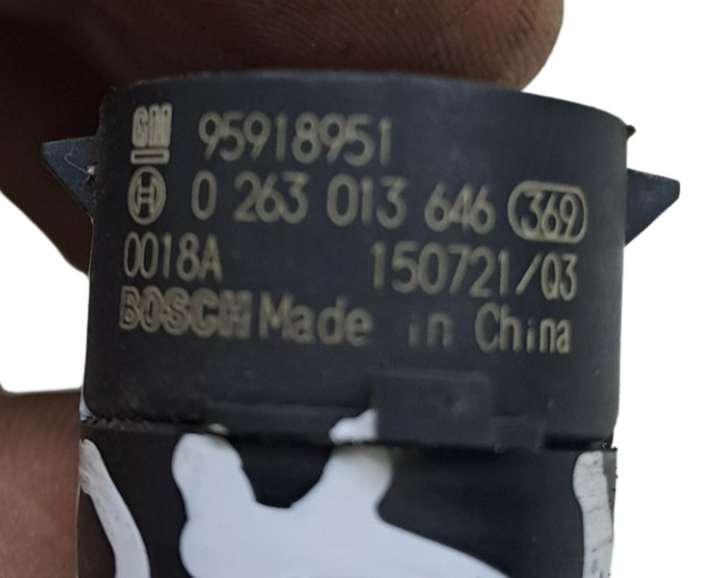 GM 95918951
0 263 013 646 369
0018A 150721/Q3
BOSCH Made in China